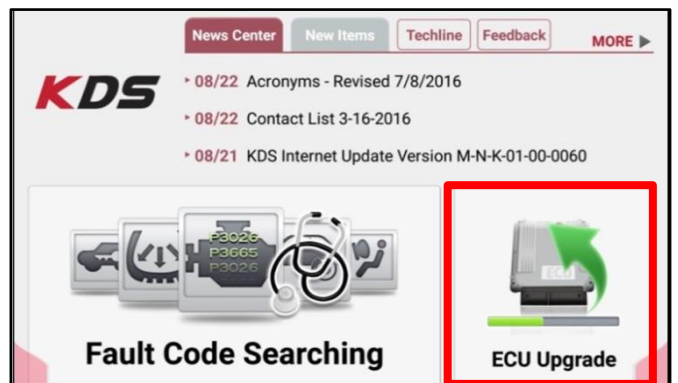 News Center New Items Techline Feedback MORE
KDS
08/22 Acronyms - Revised 7/8/2016
08/22 Contact List 3-16-2016
08/21 KDS Internet Update Version M-N-K-01-00-0060
P3026
P3665
P3026
ECU
Fault Code Searching
ECU Upgrade